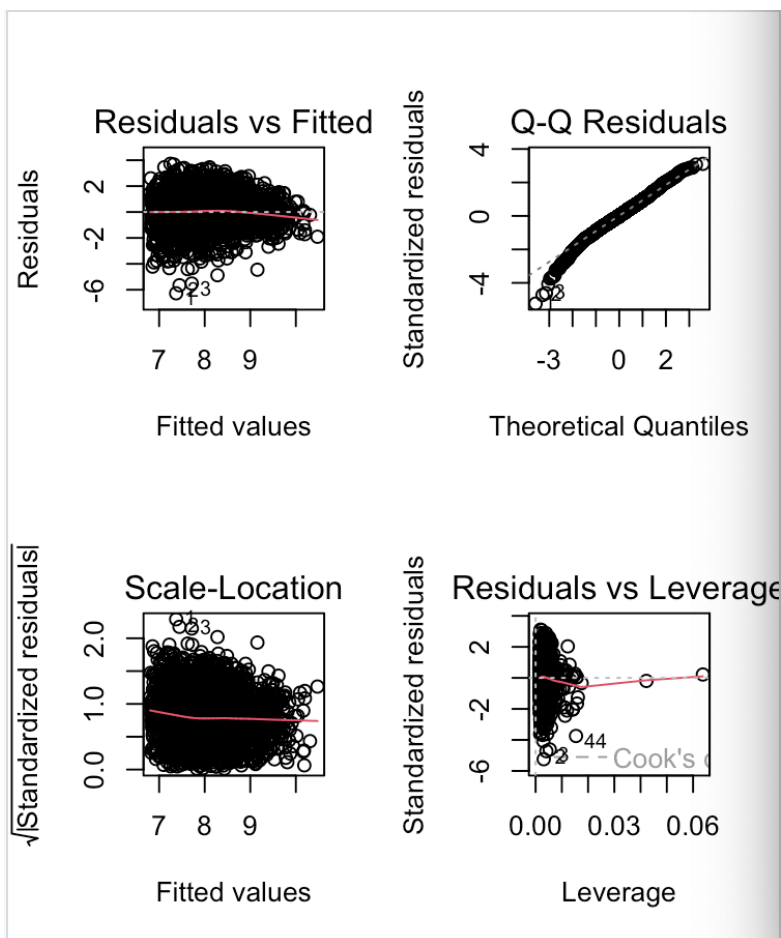 Residuals vs Fitted
Residuals
2
-2
-6
23
1
7 8 9
Fitted values
Q-Q Residuals
Standardized residuals
4
0
-4
-3 0 2
Theoretical Quantiles
Scale-Location
√|Standardized residuals|
2.0
1.0
0.0
23
7 8 9
Fitted values
Residuals vs Leverage
Standardized residuals
2
-2
-6
44
Cook's
0.00 0.03 0.06
Leverage